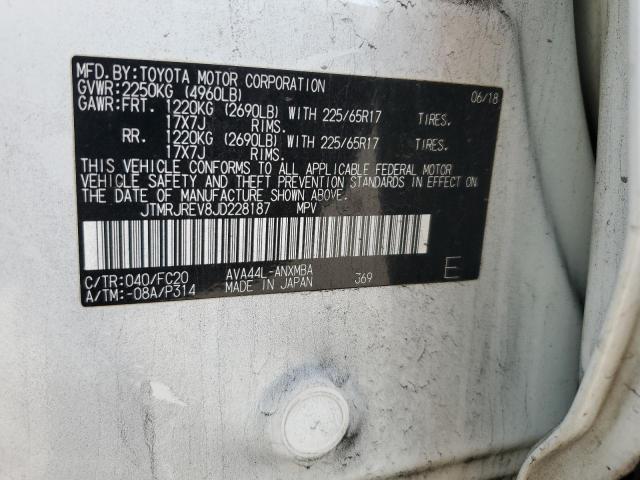 MFD. BY: TOYOTA MOTOR CORPORATION 06/18
GVWR: 2250KG (4960LB)
GAWR: FRT. 1220KG (2690LB) WITH 225/65R17 TIRES.
17X7J RIMS.
RR. 1220KG (2690LB) WITH 225/65R17 TIRES.
17X7J RIMS.
THIS VEHICLE CONFORMS TO ALL APPLICABLE FEDERAL MOTOR
VEHICLE SAFETY AND THEFT PREVENTION STANDARDS IN EFFECT ON
THE DATE OF MANUFACTURE SHOWN ABOVE.
JTMRJREV8JD228187 MPV
C/TR: 040/FC20 AVA44L-ANXMBA E
A/TM: -08A/P314 MADE IN JAPAN J69